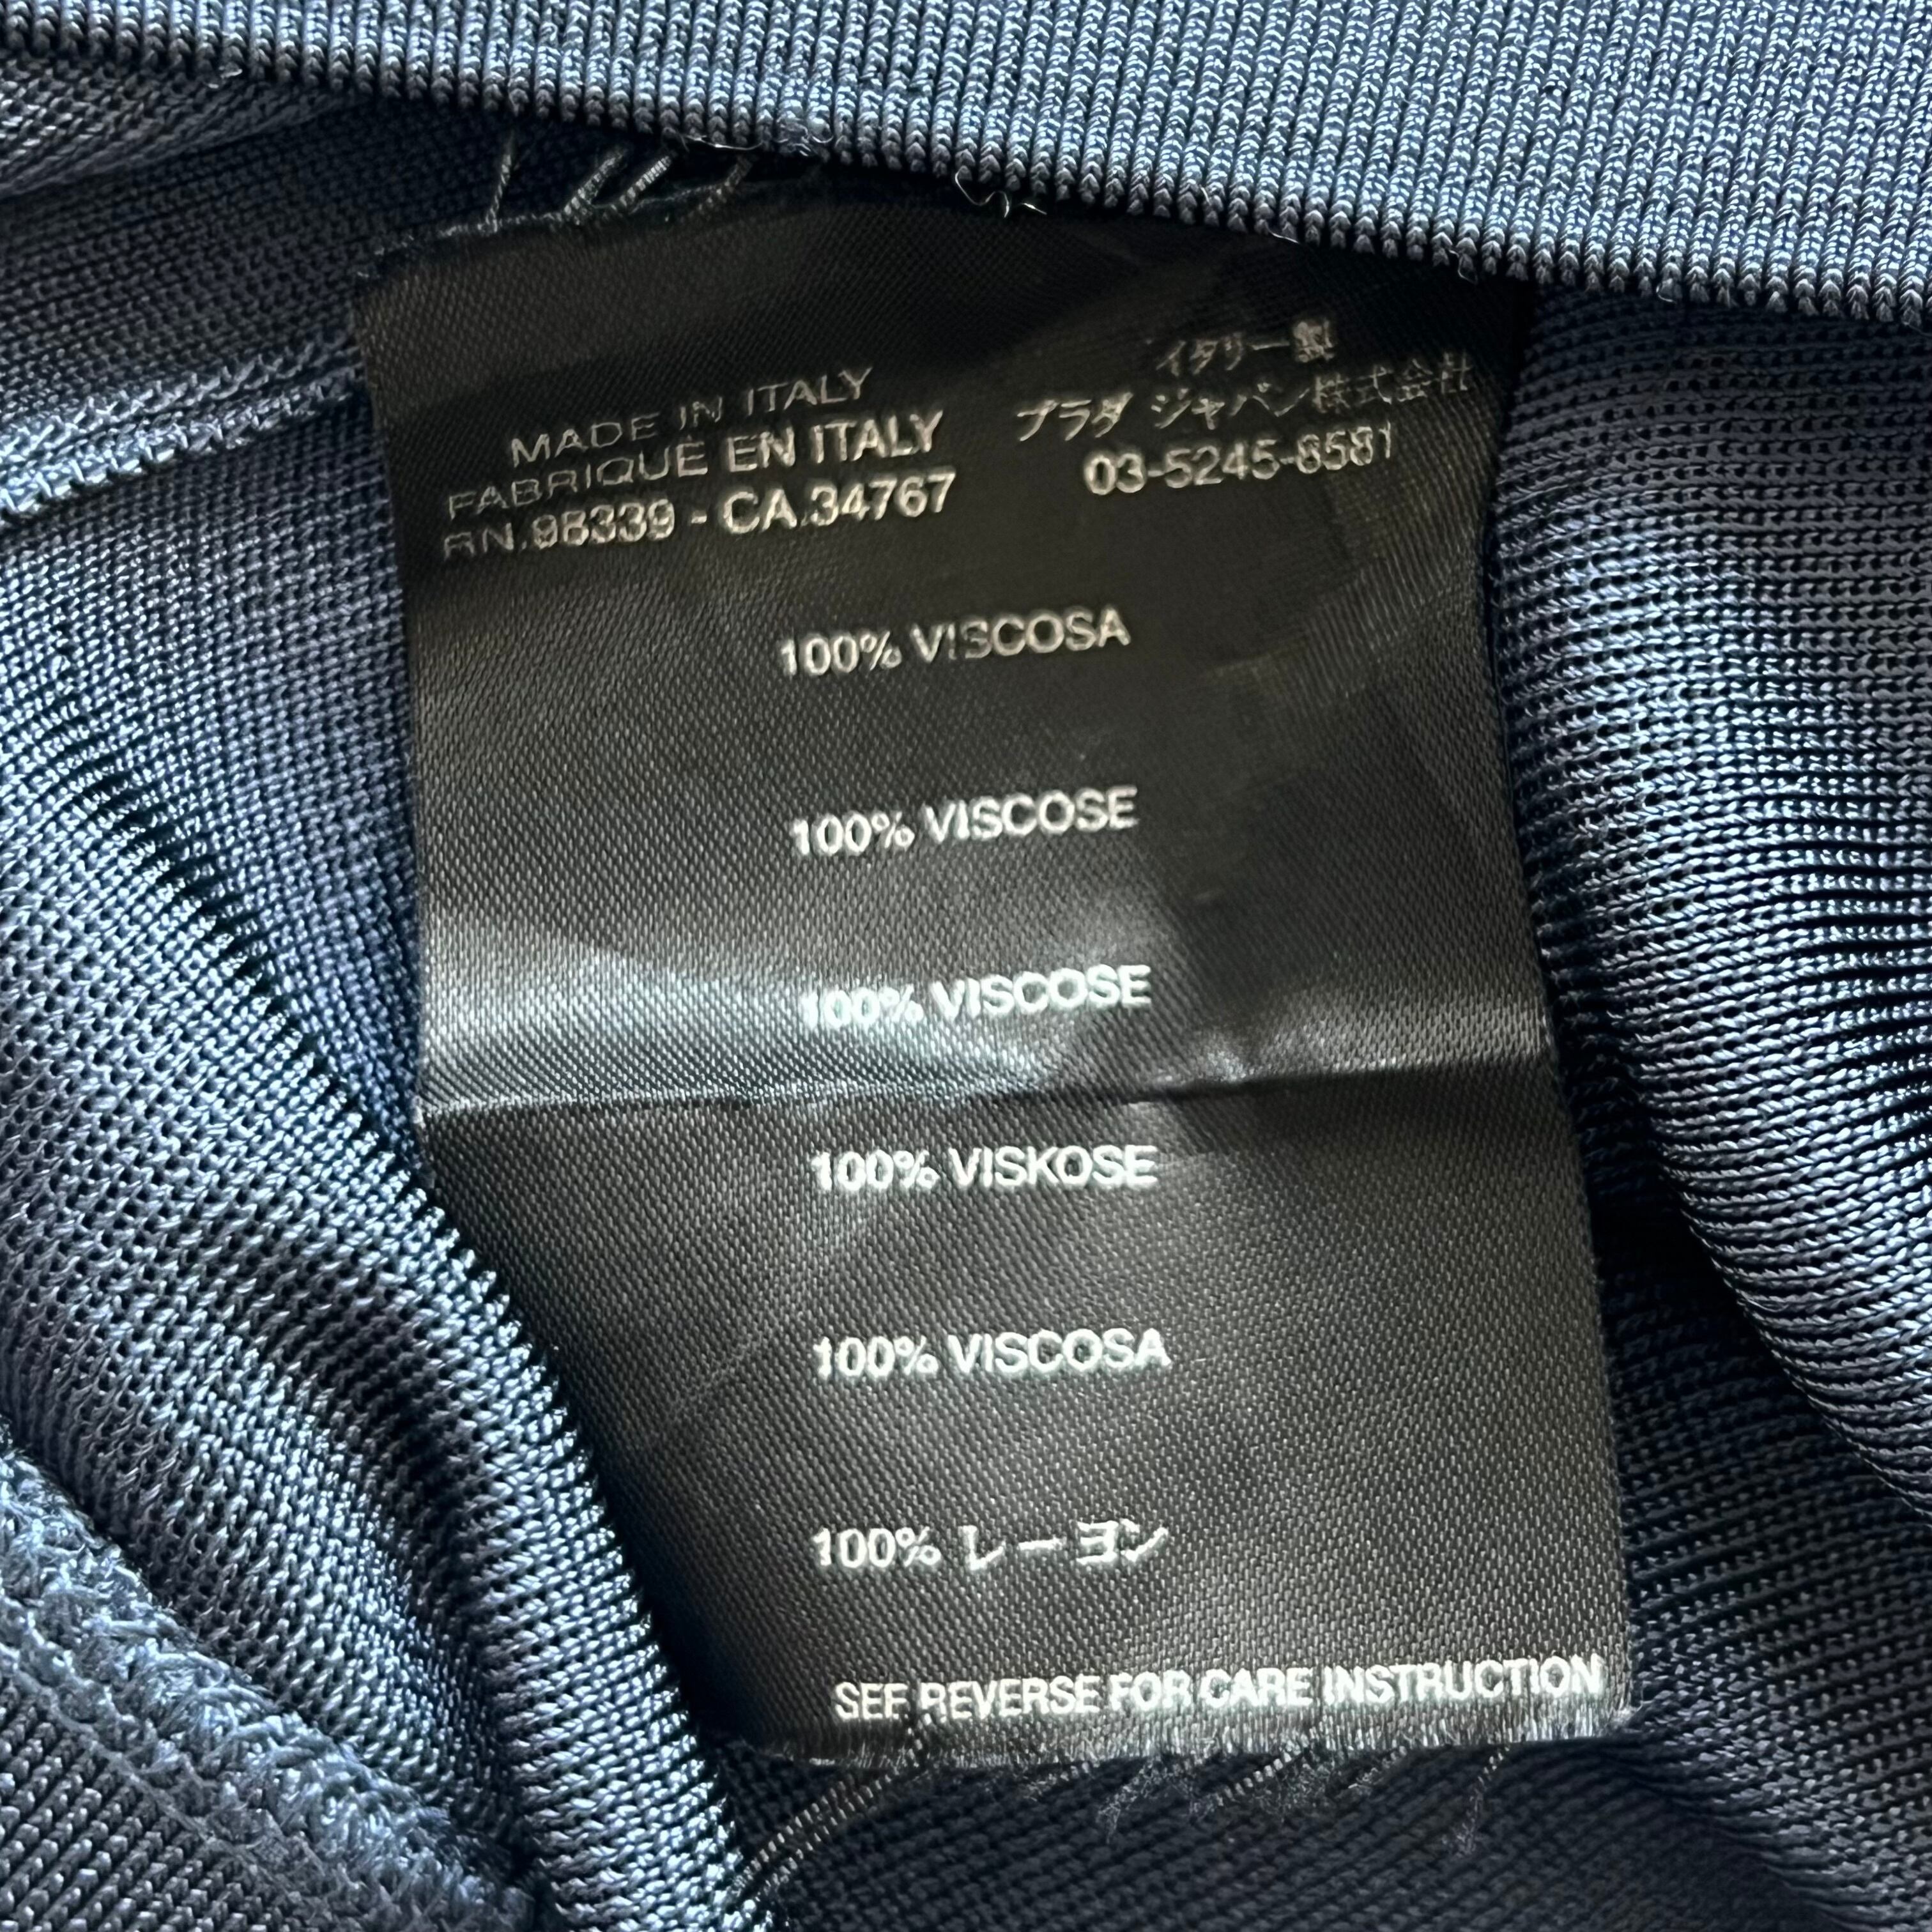 MADE IN ITALY
FABRIQUÉ EN ITALY
RN.98339 - CA.34767
イタリー製
プラダ ジャパン株式会社
03-5245-8581
100% VISCOSA
100% VISCOSE
100% VISCOSE
100% VISKOSE
100% VISCOSA
100% レーヨン
SEE REVERSE FOR CARE INSTRUCTION